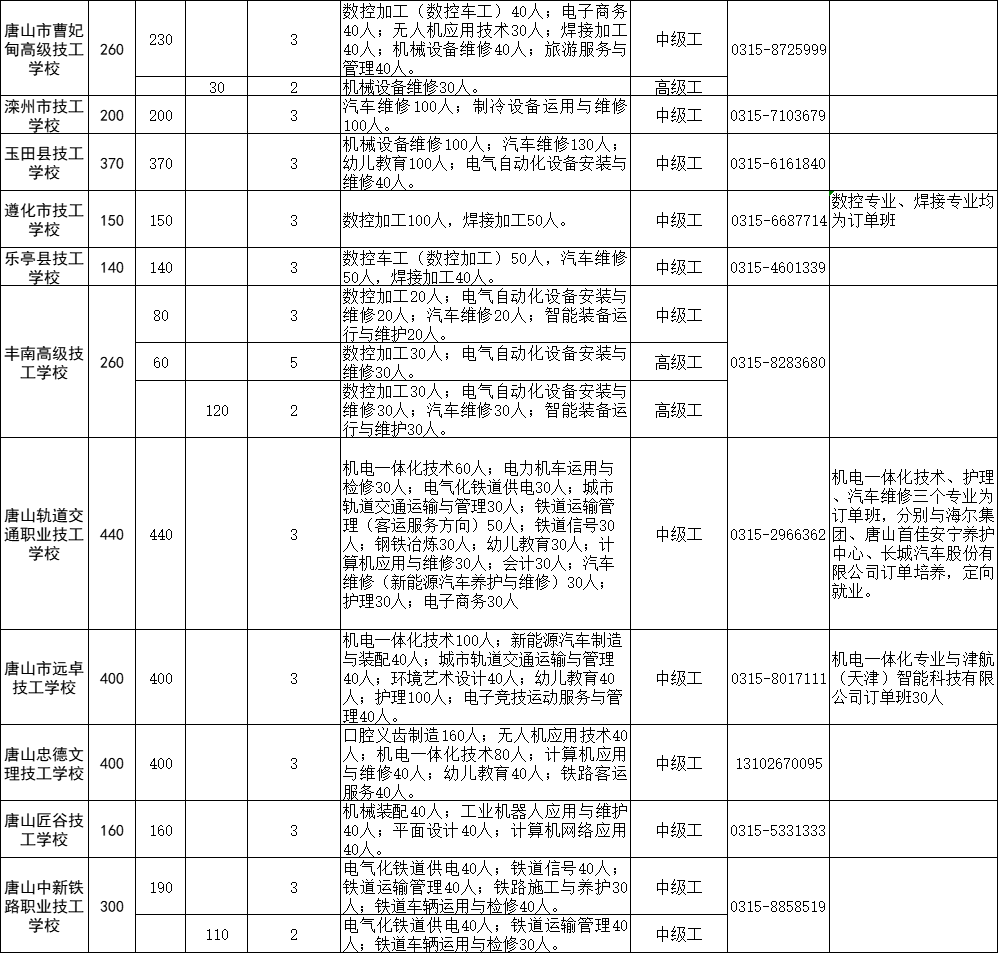 唐山市曹妃
甸高级技工
学校
260
230
3
数控加工（数控车工）40人；电子商务
40人；无人机应用技术30人；焊接加工
40人；机械设备维修40人；旅游服务与
管理40人。
中级工
0315-8725999
30
2
机械设备维修30人。
高级工
滦州市技工
学校
200
200
3
汽车维修100人；制冷设备运用与维修
100人。
中级工
0315-7103679
玉田县技工
学校
370
370
3
机械设备维修100人；汽车维修130人；
幼儿教育100人；电气自动化设备安装与
维修40人。
中级工
0315-6161840
遵化市技工
学校
150
150
3
数控加工100人，焊接加工50人。
中级工
0315-6687714
数控专业、焊接专业均
为订单班
乐亭县技工
学校
140
140
3
数控车工（数控加工）50人，汽车维修
50人，焊接加工40人。
中级工
0315-4601339
丰南高级技
工学校
260
80
3
数控加工20人；电气自动化设备安装与
维修20人；汽车维修20人；智能装备运
行与维护20人。
中级工
0315-8283680
60
5
数控加工30人；电气自动化设备安装与
维修30人。
高级工
120
2
数控加工30人；电气自动化设备安装与
维修30人；汽车维修30人；智能装备运
行与维护30人。
高级工
唐山轨道交
通职业技工
学校
440
440
3
机电一体化技术60人；电力机车运用与
检修30人；电气化铁道供电30人；城市
轨道交通运输与管理30人；铁道运输管
理（客运服务方向）50人；铁道信号30
人；钢铁冶炼30人；幼儿教育30人；计
算机应用与维修30人；会计30人；汽车
维修（新能源汽车养护与维修）30人；
护理30人；电子商务30人
中级工
0315-2966362
机电一体化技术、护理
、汽车维修三个专业为
订单班，分别与海尔集
团、唐山首佳安宁养护
中心、长城汽车股份有
限公司订单培养，定向
就业。
唐山市远卓
技工学校
400
400
3
机电一体化技术100人；新能源汽车制造
与装配40人；城市轨道交通运输与管理
40人；环境艺术设计40人；幼儿教育40
人；护理100人；电子竞技运动服务与管
理40人。
中级工
0315-8017111
机电一体化专业与津航
（天津）智能科技有限
公司订单班30人
唐山忠德文
理技工学校
400
400
3
口腔义齿制造160人；无人机应用技术40
人；机电一体化技术80人；计算机应用
与维修40人；幼儿教育40人；铁路客运
服务40人。
中级工
13102670095
唐山匠谷技
工学校
160
160
3
机械装配40人；工业机器人应用与维护
40人；平面设计40人；计算机网络应用
40人。
中级工
0315-5331333
唐山中新铁
路职业技工
学校
300
190
3
电气化铁道供电40人；铁道信号40人；
铁道运输管理40人；铁路施工与养护30
人；铁道车辆运用与检修40人。
中级工
0315-8858519
110
2
电气化铁道供电40人；铁道运输管理40
人；铁道车辆运用与检修30人。
中级工